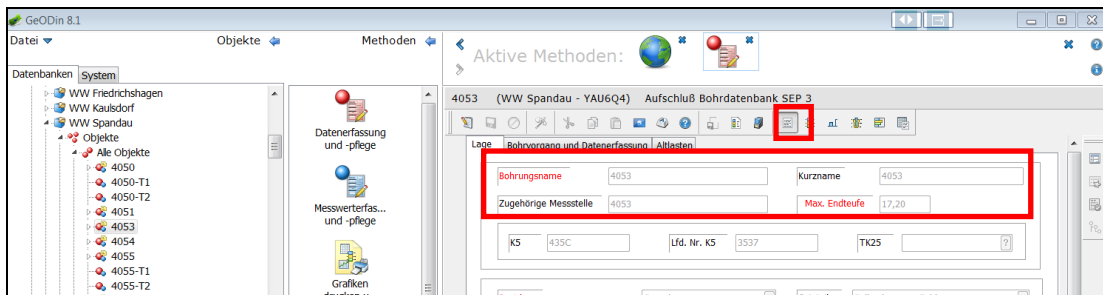 GeODin 8.1
Datei Objekte Methoden
Datenbanken System
WW Friedrichshagen
WW Kaulsdorf
WW Spandau
Objekte
Alle Objekte
4050
4050-T1
4050-T2
4051
4053
4054
4055
4055-T1
4055-T2
Datenerfassung
und -pflege
Messwerterfas...
und -pflege
Grafiken
Aktive Methoden:
4053 (WW Spandau - YAU6Q4) Aufschluß Bohrdatenbank SEP 3
Lage Bohrvorgang und Datenerfassung Altlasten
Bohrungsname 4053 Kurzname 4053
Zugehörige Messstelle 4053 Max. Endteufe 17,20
K5 435C Lfd. Nr. K5 3537 TK25 ?